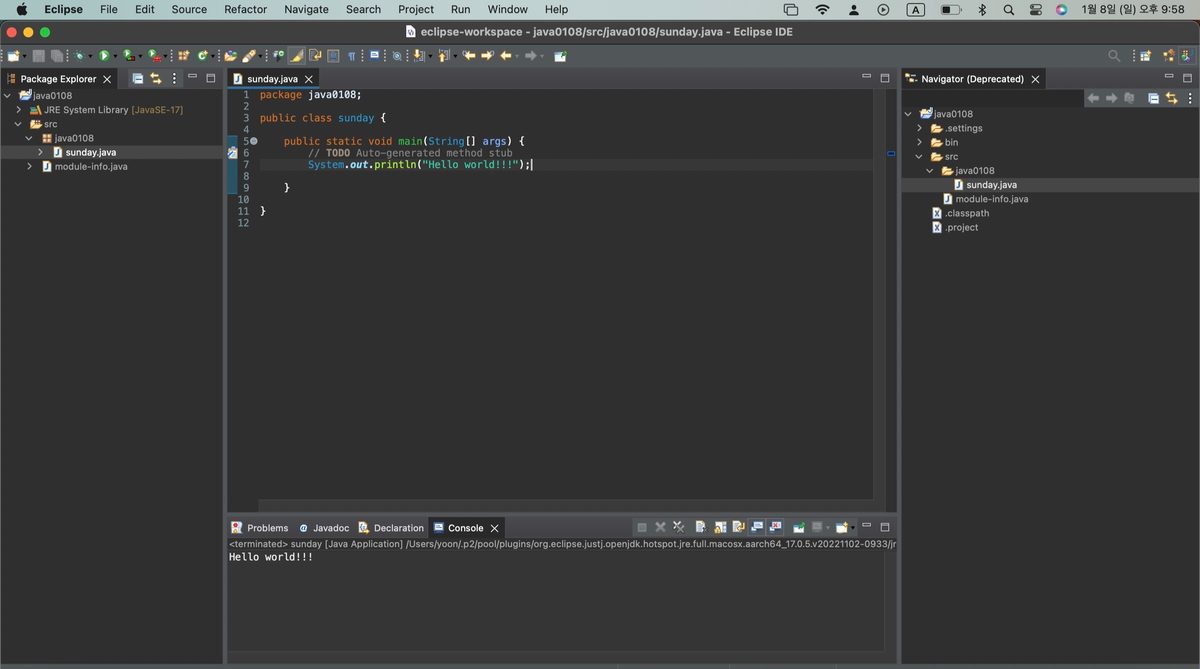 Eclipse File Edit Source Refactor Navigate Search Project Run Window Help A 1월 8일 (일) 오후 9:58
eclipse-workspace - java0108/src/java0108/sunday.java - Eclipse IDE
Package Explorer
java0108
JRE System Library [JavaSE-17]
src
java0108
sunday.java
module-info.java
sunday.java
1 package java0108;
2
3 public class sunday {
4
5 public static void main(String[] args) {
6 // TODO Auto-generated method stub
7 System.out.println("Hello world!!!");
8
9 }
10
11 }
12
Problems Javadoc Declaration Console
<terminated> sunday [Java Application] /Users/yoon/.p2/pool/plugins/org.eclipse.justj.openjdk.hotspot.jre.full.macosx.aarch64_17.0.5.v20221102-0933/jr
Hello world!!!
Navigator (Deprecated)
java0108
.settings
bin
src
java0108
sunday.java
module-info.java
.classpath
.project